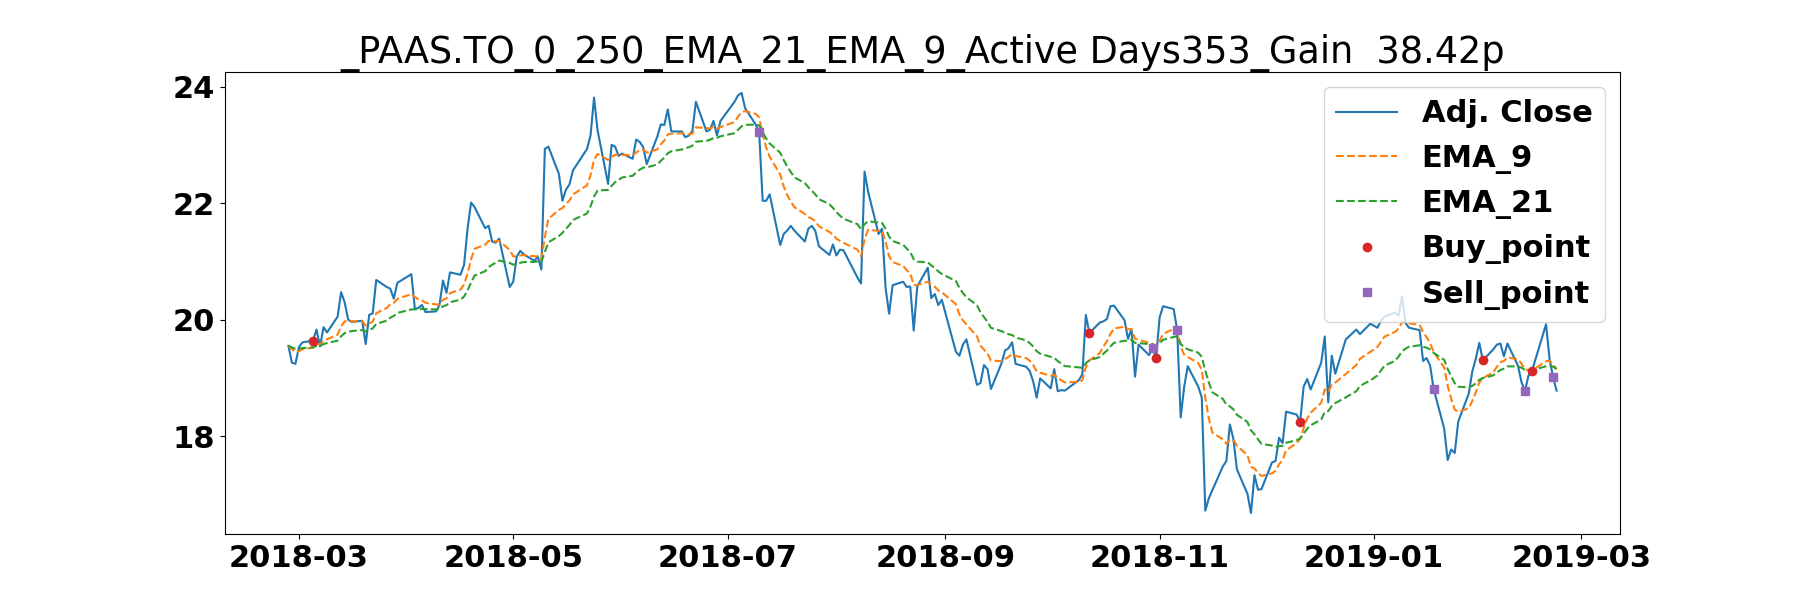 _PAAS.TO_0_250_EMA_21_EMA_9_Active Days353_Gain  38.42p
24
22
20
18
Adj. Close
EMA_9
EMA_21
Buy_point
Sell_point
2018-03 2018-05 2018-07 2018-09 2018-11 2019-01 2019-03